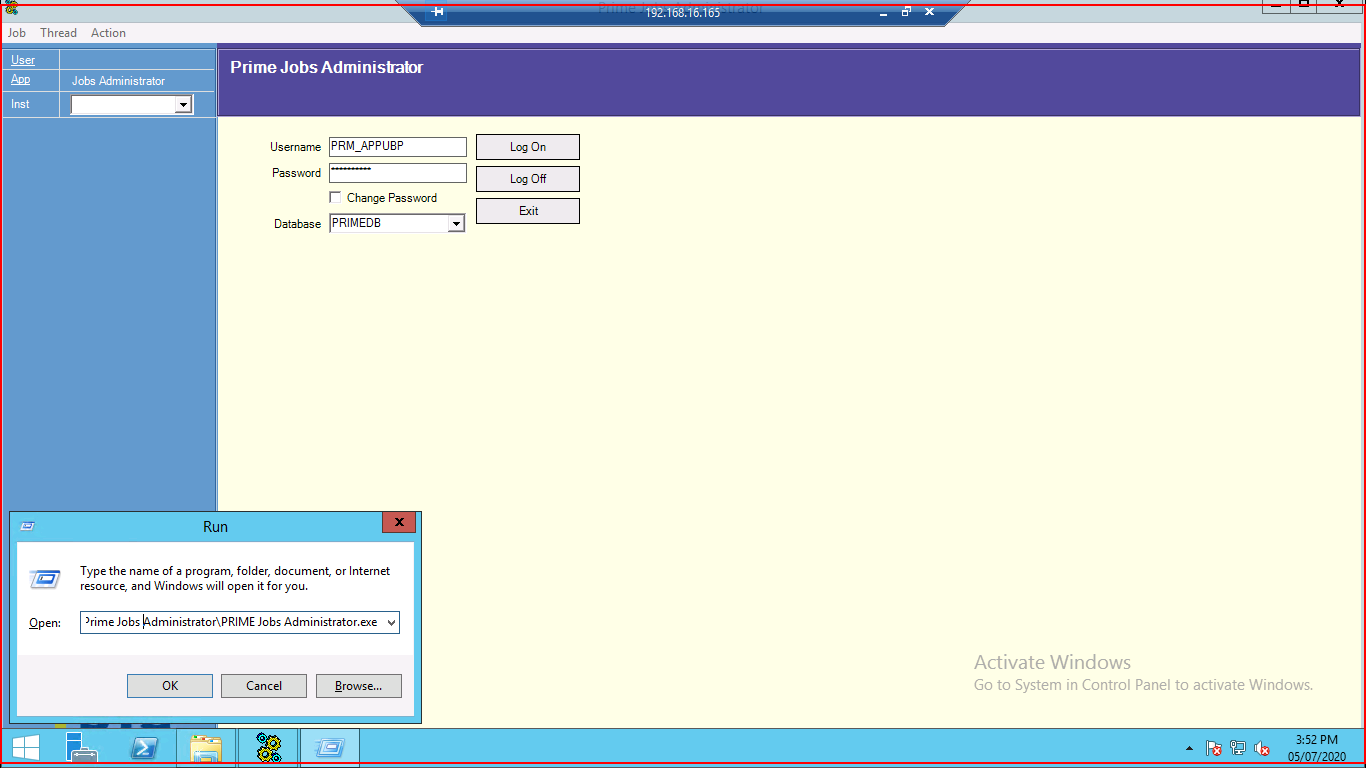 Prime Jobs Administrator
192.168.16.165
Job Thread Action
User
App Jobs Administrator
Inst
Prime Jobs Administrator
Username PRM_APPUBP Log On
Password ********** Log Off
Change Password Exit
Database PRIMEDB
Run
Type the name of a program, folder, document, or Internet
resource, and Windows will open it for you.
Open: Prime Jobs Administrator\PRIME Jobs Administrator.exe
OK Cancel Browse...
Activate Windows
Go to System in Control Panel to activate Windows.
3:52 PM
05/07/2020